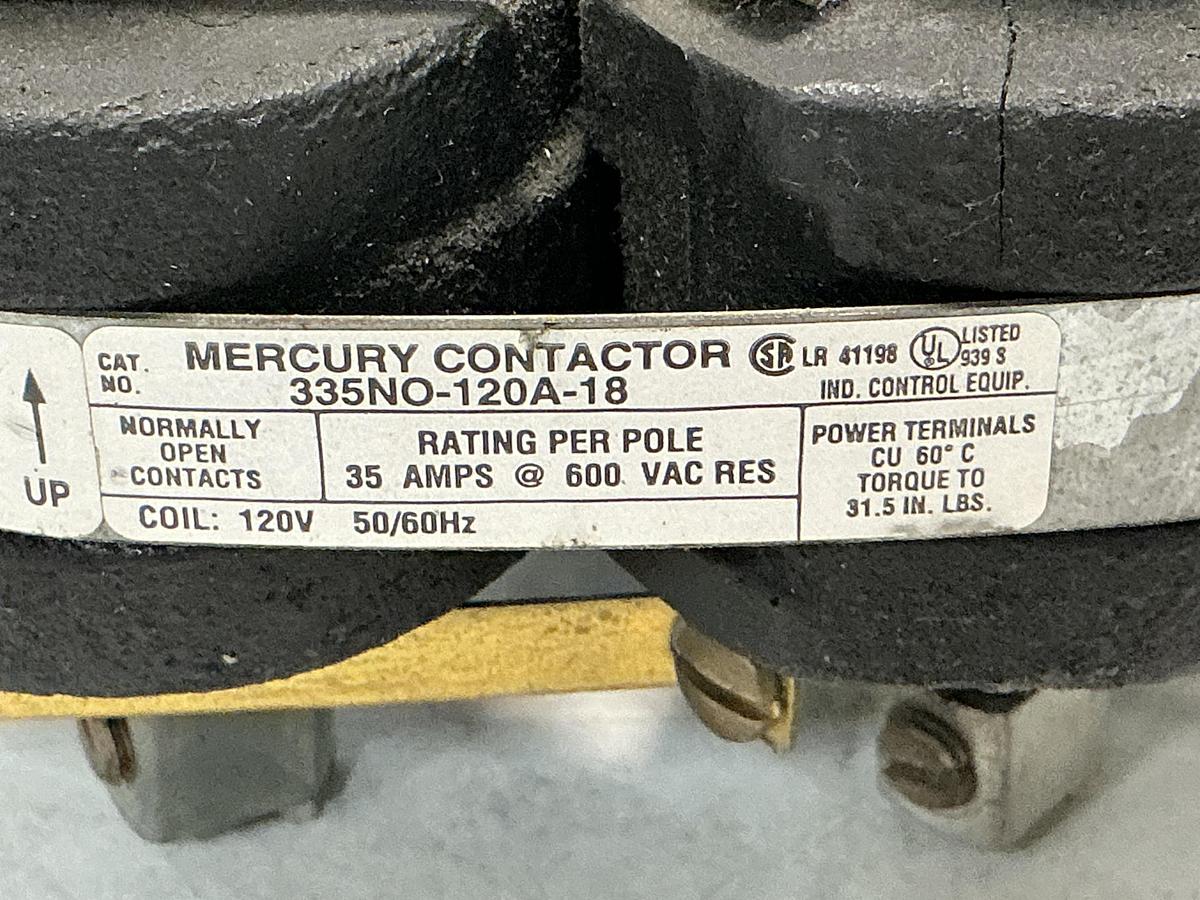 UP
CAT. NO.
MERCURY CONTACTOR
335NO-120A-18
SA LR 41198
UL LISTED
939 S
IND. CONTROL EQUIP.
NORMALLY
OPEN
CONTACTS
RATING PER POLE
35 AMPS @ 600 VAC RES
POWER TERMINALS
CU 60° C
TORQUE TO
31.5 IN. LBS.
COIL: 120V 50/60Hz